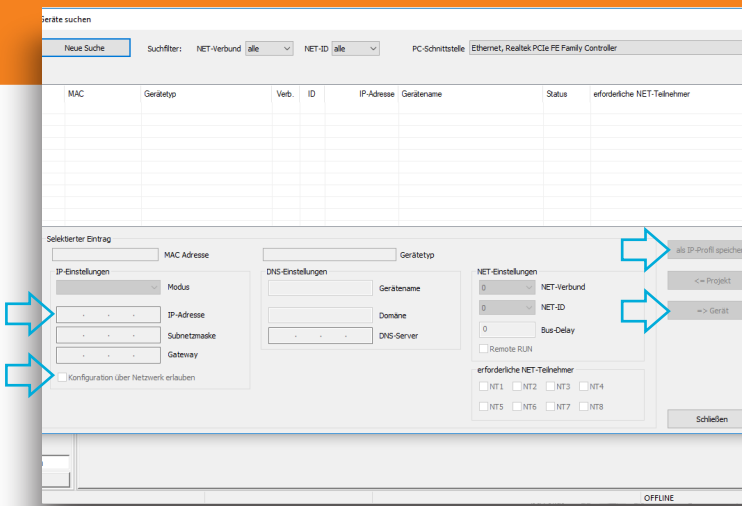 Geräte suchen
Neue Suche Suchfilter: NET-Verbund alle NET-ID alle PC-Schnittstelle Ethernet, Realtek PCIe FE Family Controller
MAC Gerätetyp Verb. ID IP-Adresse Gerätename Status erforderliche NET-Teilnehmer
Selektierter Eintrag
MAC Adresse Gerätetyp als IP-Profil speicher
IP-Einstellungen DNS-Einstellungen NET-Einstellungen
Modus Gerätename 0 NET-Verbund <= Projekt
IP-Adresse Domäne 0 NET-ID => Gerät
Subnetzmaske DNS-Server 0 Bus-Delay
Gateway Remote RUN
Konfiguration über Netzwerk erlauben erforderliche NET-Teilnehmer
NT1 NT2 NT3 NT4
NT5 NT6 NT7 NT8
Schließen
OFFLINE